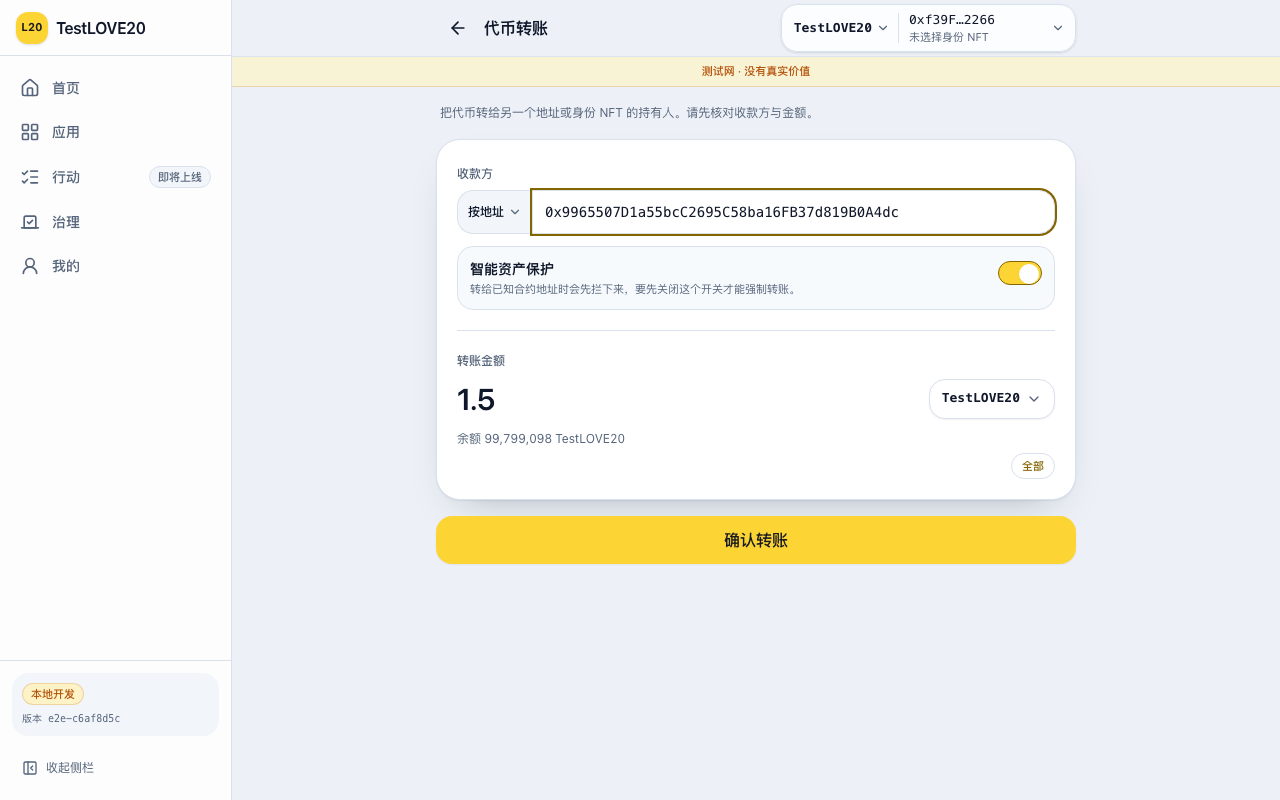 L20 TestLOVE20
首页
应用
行动 即将上线
治理
我的
本地开发
版本 e2e-c6af8d5c
收起侧栏
代币转账
TestLOVE20
0xf39F…2266
未选择身份 NFT
测试网 · 没有真实价值
把代币转给另一个地址或身份 NFT 的持有人。请先核对收款方与金额。
收款方
按地址 0x9965507D1a55bcC2695C58ba16FB37d819B0A4dc
智能资产保护
转给已知合约地址时会先拦下来，要先关闭这个开关才能强制转账。
转账金额
1.5 TestLOVE20
余额 99,799,098 TestLOVE20
全部
确认转账